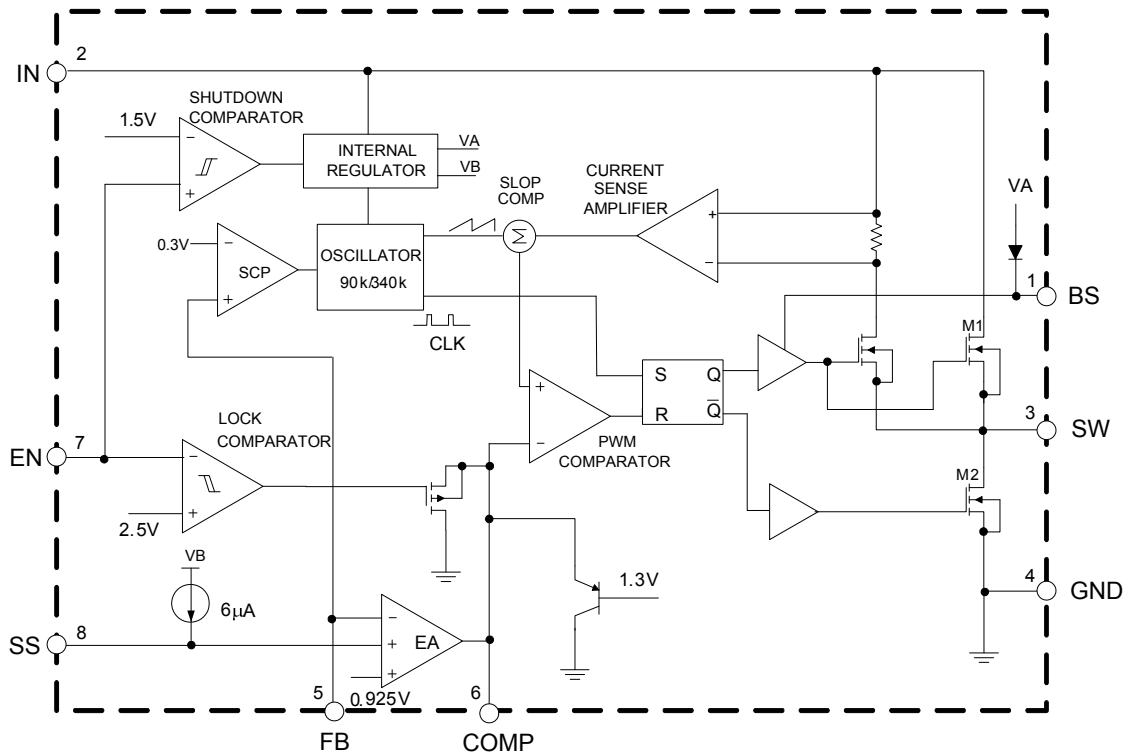 2
IN
SHUTDOWN
COMPARATOR
1.5V
−
+
INTERNAL
REGULATOR
VA
VB
SLOP
COMP
Σ
CURRENT
SENSE
AMPLIFIER
+
−
VA
0.3V
−
+
SCP
OSCILLATOR
90k/340k
CLK
1
BS
M1
S
Q
R
Q̅
+
−
PWM
COMPARATOR
3
SW
LOCK
COMPARATOR
7
EN
−
+
2.5V
M2
VB
6µA
1.3V
4
GND
8
SS
−
+
+
EA
0.925V
5
FB
6
COMP